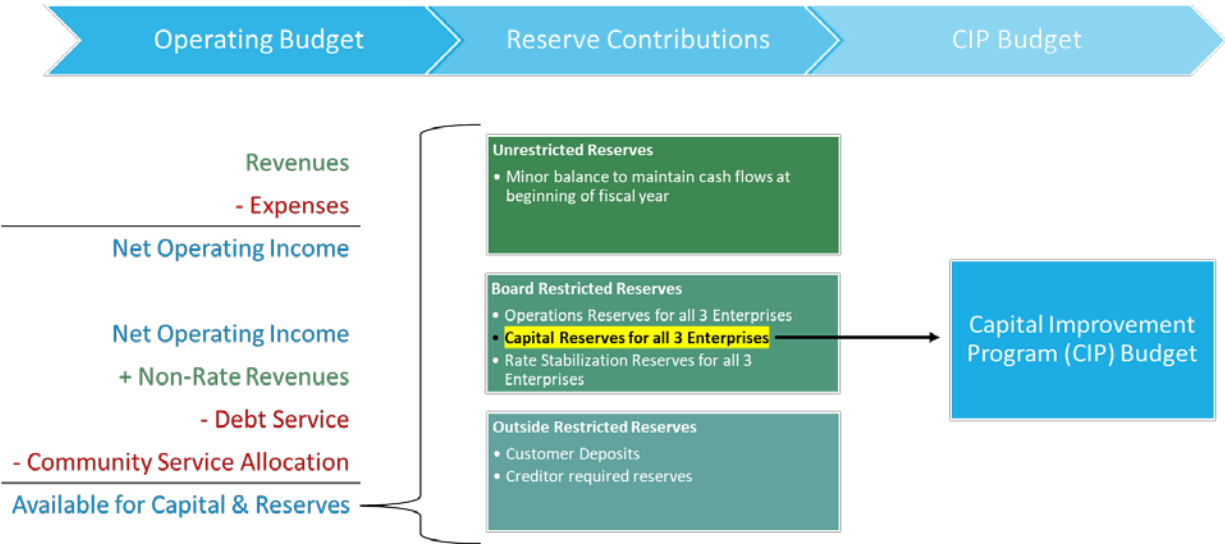 Operating Budget
Reserve Contributions
CIP Budget
Revenues
- Expenses
Net Operating Income
Net Operating Income
+ Non-Rate Revenues
- Debt Service
- Community Service Allocation
Available for Capital & Reserves
Unrestricted Reserves
• Minor balance to maintain cash flows at
beginning of fiscal year
Board Restricted Reserves
• Operations Reserves for all 3 Enterprises
• Capital Reserves for all 3 Enterprises
• Rate Stabilization Reserves for all 3
Enterprises
Outside Restricted Reserves
• Customer Deposits
• Creditor required reserves
Capital Improvement
Program (CIP) Budget